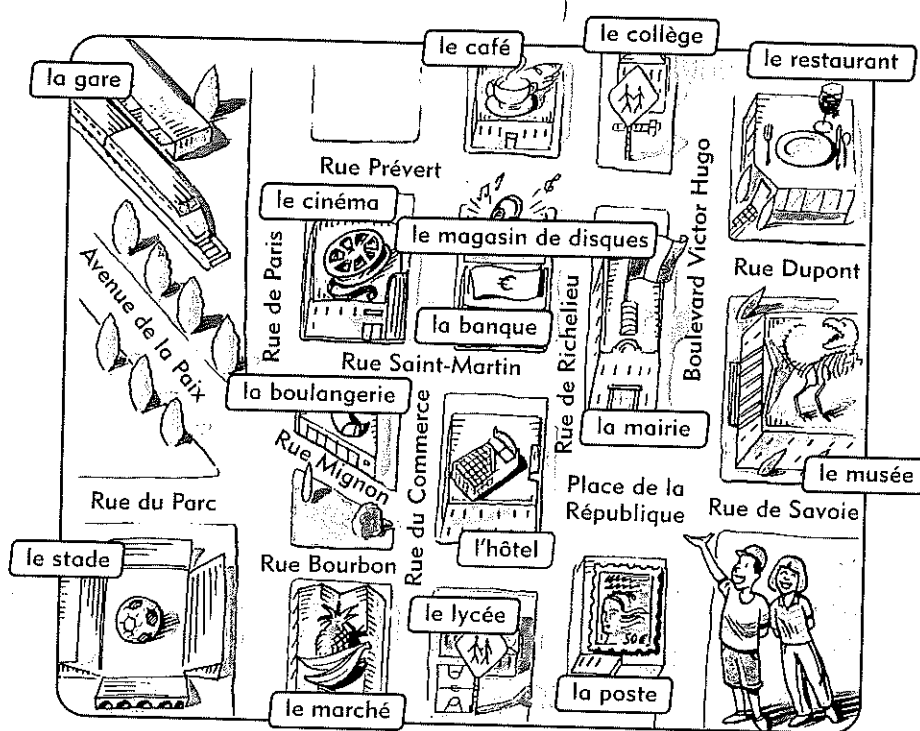 le café
le collège
la gare
le restaurant
Rue Prévert
le cinéma
le magasin de disques
Boulevard Victor Hugo
Avenue de la Paix
Rue de Paris
Rue Dupont
€
la banque
Rue de Richelieu
Rue Saint-Martin
la boulangerie
la mairie
Rue Mignon
Rue du Commerce
le musée
Place de la
République
Rue du Parc
Rue de Savoie
le stade
l'hôtel
Rue Bourbon
le lycée
50€
la poste
le marché